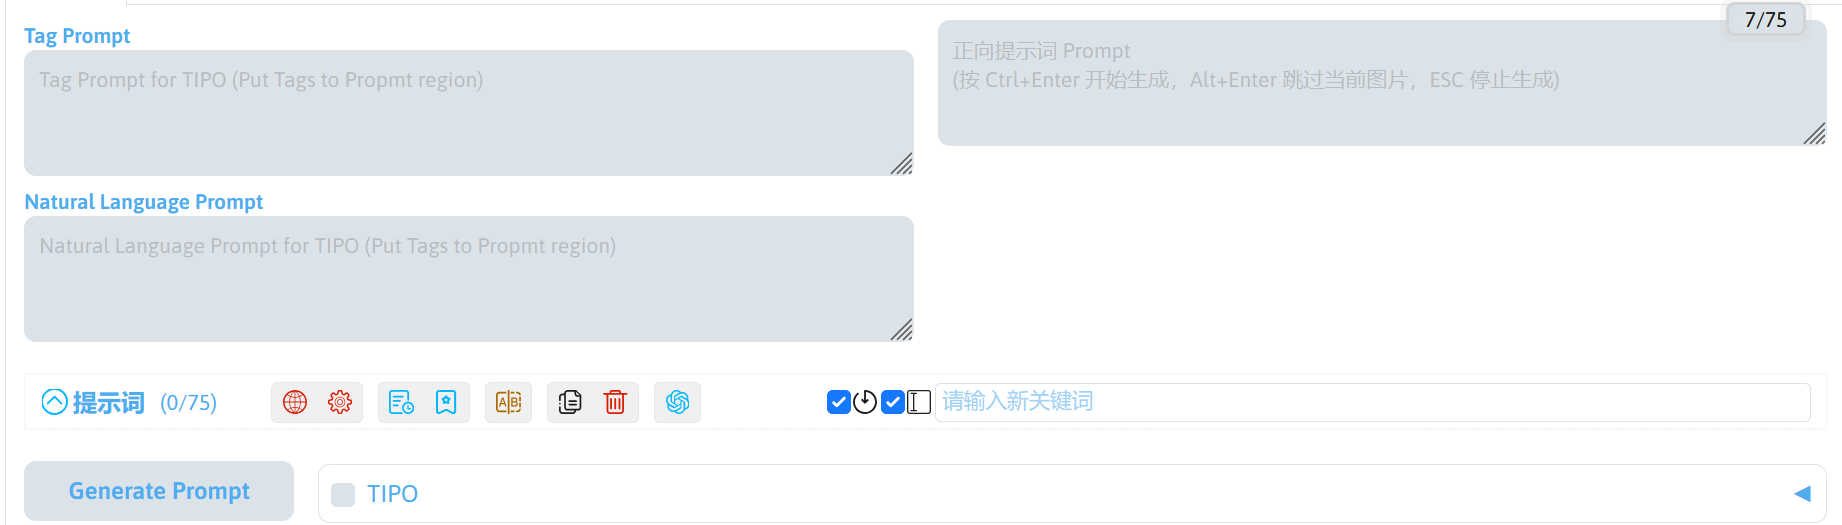 Tag Prompt
Tag Prompt for TIPO (Put Tags to Propmt region)
7/75
正向提示词 Prompt
(按 Ctrl+Enter 开始生成，Alt+Enter 跳过当前图片，ESC 停止生成)
Natural Language Prompt
Natural Language Prompt for TIPO (Put Tags to Propmt region)
提示词 (0/75)
A B
请输入新关键词
Generate Prompt
TIPO